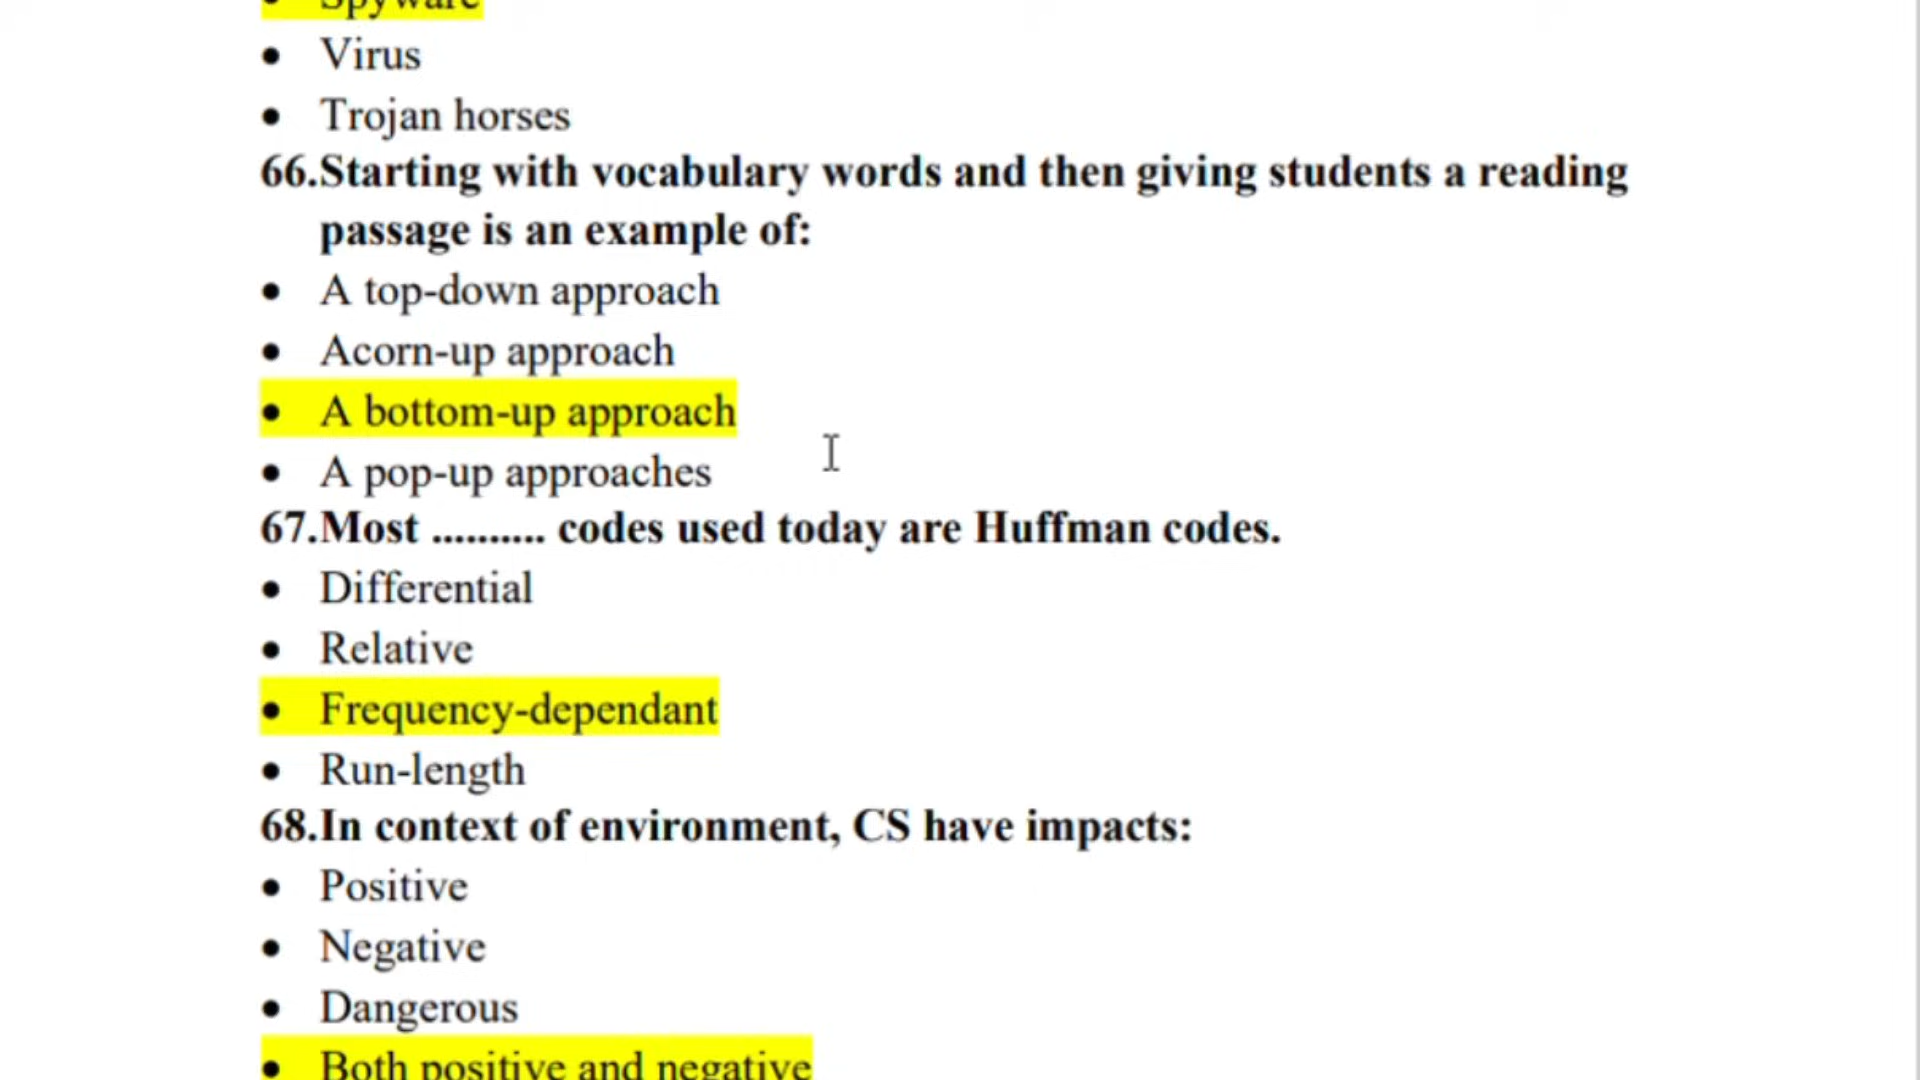 • Spyware
• Virus
• Trojan horses
66.Starting with vocabulary words and then giving students a reading
passage is an example of:
• A top-down approach
• Acorn-up approach
• A bottom-up approach
• A pop-up approaches
67.Most .......... codes used today are Huffman codes.
• Differential
• Relative
• Frequency-dependant
• Run-length
68.In context of environment, CS have impacts:
• Positive
• Negative
• Dangerous
• Both positive and negative